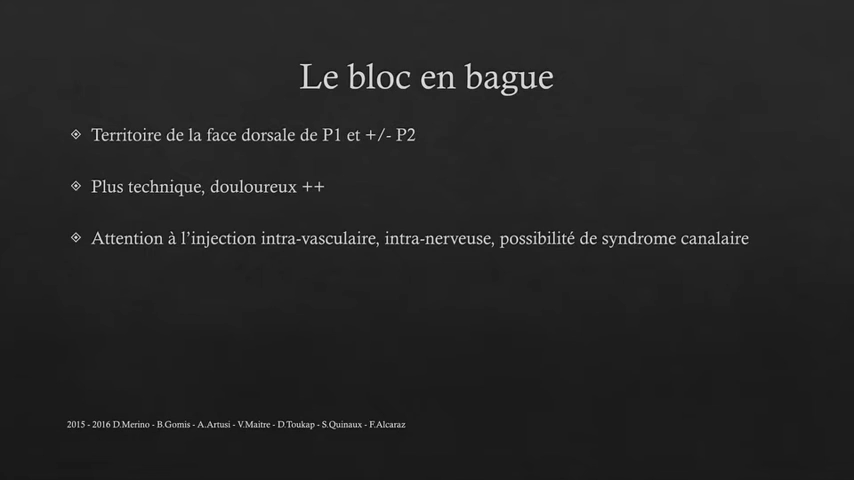 Le bloc en bague
Territoire de la face dorsale de P1 et +/- P2
Plus technique, douloureux ++
Attention à l’injection intra-vasculaire, intra-nerveuse, possibilité de syndrome canalaire
2015 - 2016 D.Merino - B.Gomis - A.Artusi - V.Maitre - D.Toukap - S.Quinaux - F.Alcaraz